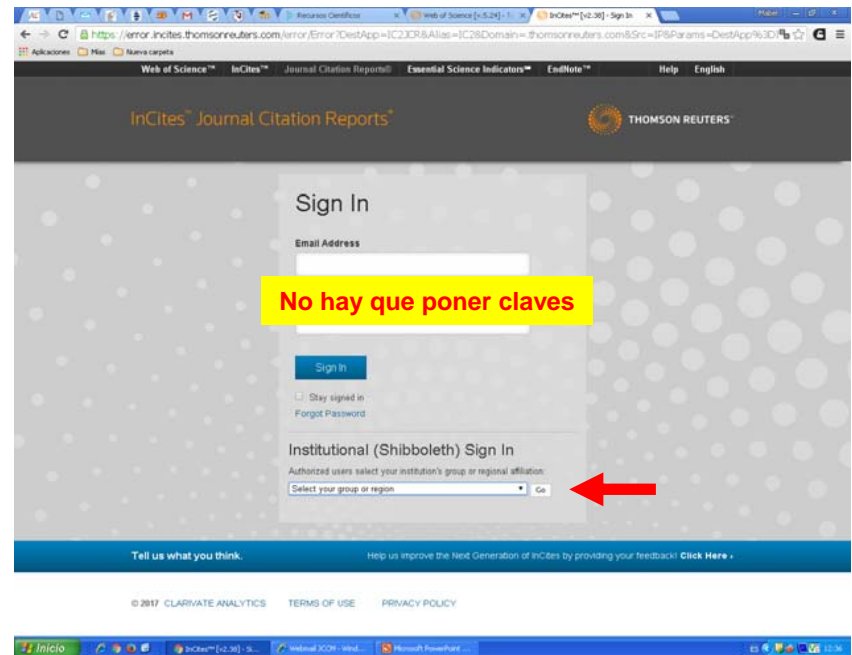 Recursos Científicos
Web of Science [v.5.24] - 
InCites™ [v2.38] - Sign In
Mabel
https://error.incites.thomsonreuters.com/error/Error?DestApp=IC2JCR&Alias=IC2&Domain=.thomsonreuters.com&Src=IP&Params=DestApp%3DI
Aplicaciones Mias Nueva carpeta
Web of Science™ InCites™ Journal Citation Reports® Essential Science Indicators℠ EndNote™ Help English
InCites™ Journal Citation Reports®
THOMSON REUTERS™
Sign In
Email Address
No hay que poner claves
Sign In
Stay signed in
Forgot Password
Institutional (Shibboleth) Sign In
Authorized users select your institution's group or regional affiliation:
Select your group or region Go
Tell us what you think. Help us improve the Next Generation of InCites by providing your feedback! Click Here
© 2017 CLARIVATE ANALYTICS TERMS OF USE PRIVACY POLICY
Inicio InCites™ [v2.38] - Si... Webmail JCCM - Wind... Microsoft PowerPoint ... ES 12:36